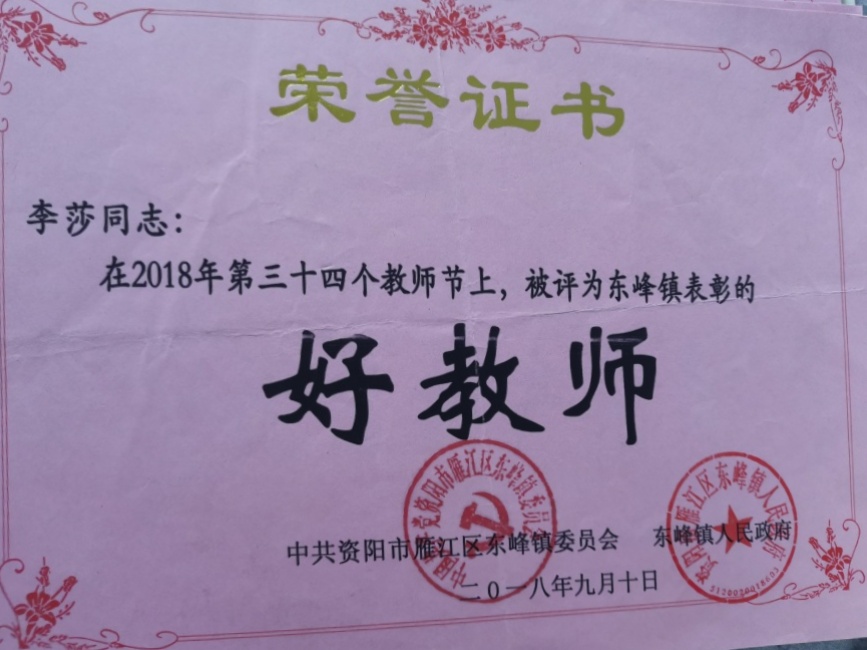 荣誉证书
李莎同志：
在2018年第三十四个教师节上，被评为东峰镇表彰的
好教师
中共资阳市雁江区东峰镇委员会 东峰镇人民政府
二〇一八年九月十日